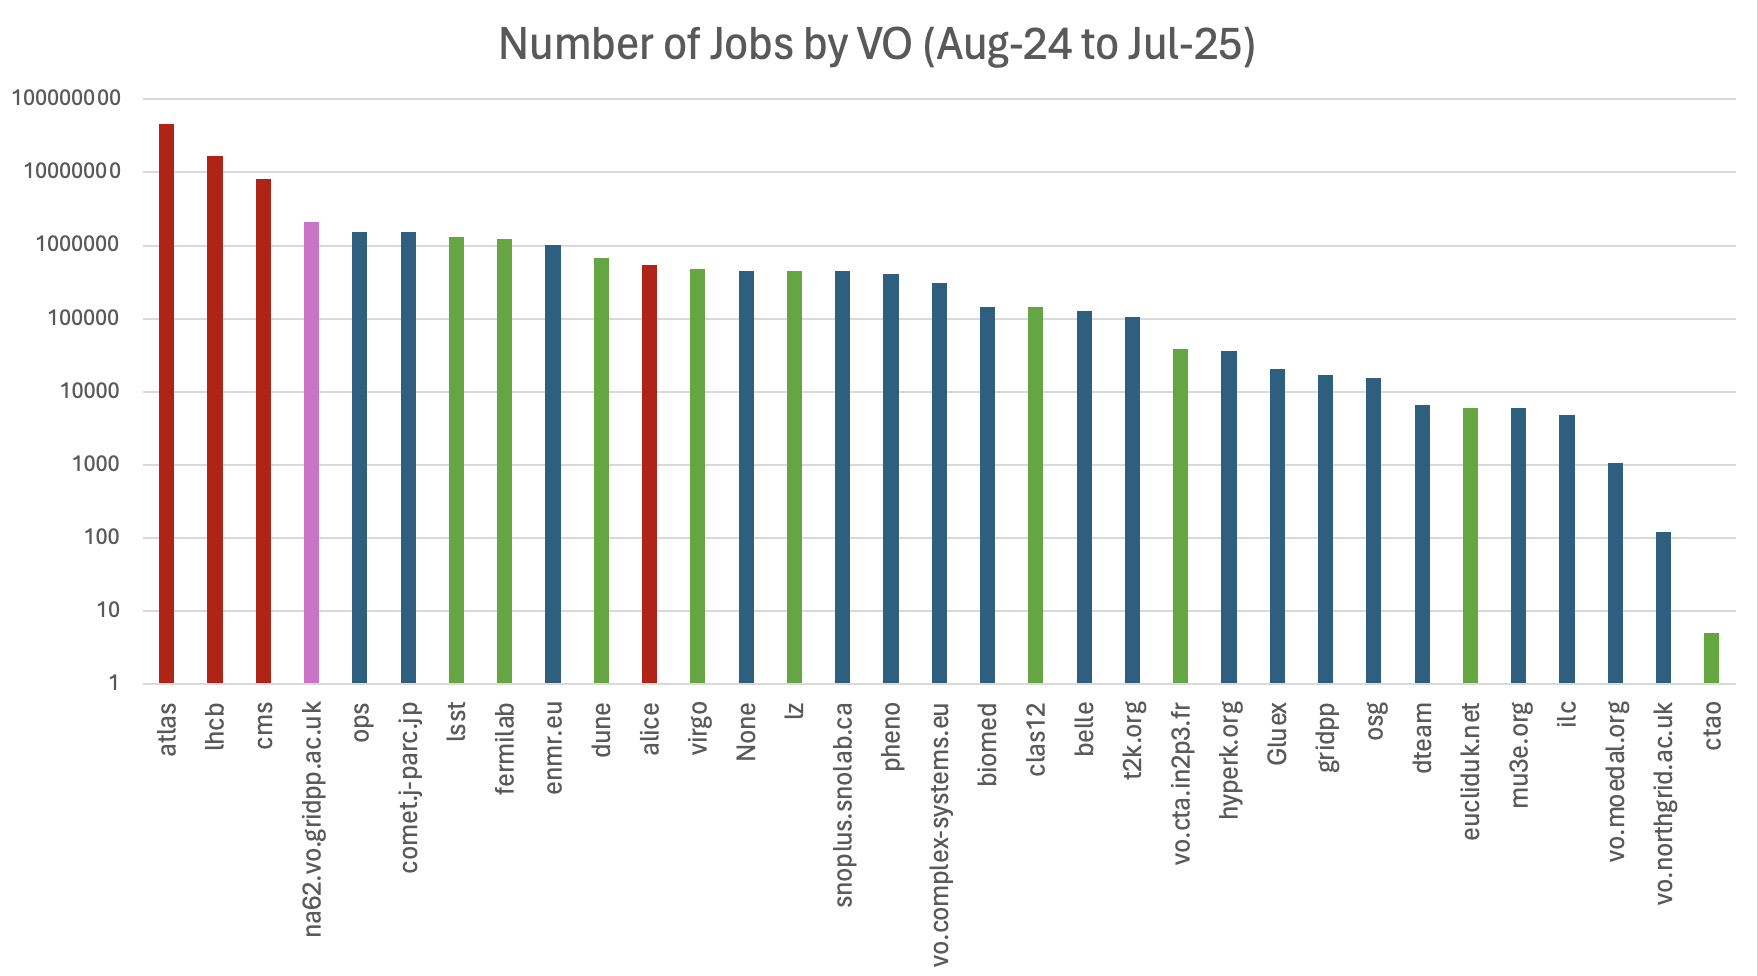 Number of Jobs by VO (Aug-24 to Jul-25)
100000000
10000000
1000000
100000
10000
1000
100
10
1
atlas
lhcb
cms
na62.vo.gridpp.ac.uk
ops
comet.j-parc.jp
lsst
fermilab
enmr.eu
dune
alice
virgo
None
lz
snoplus.snolab.ca
pheno
vo.complex-systems.eu
biomed
clas12
belle
t2k.org
vo.cta.in2p3.fr
hyperk.org
Gluex
gridpp
osg
dteam
eucliduk.net
mu3e.org
ilc
vo.moedal.org
vo.northgrid.ac.uk
ctao